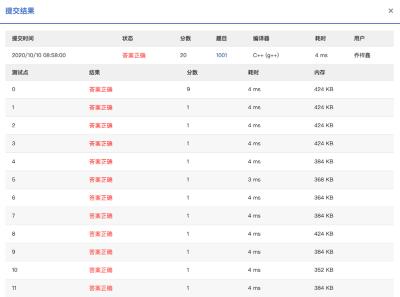 提交结果 ×
提交时间 状态 分数 题目 编译器 耗时 用户
2020/10/10 08:58:00 答案正确 20 1001 C++ (g++) 4 ms 乔梓鑫
测试点 结果 分数 耗时 内存
0 答案正确 9 4 ms 424 KB
1 答案正确 1 4 ms 424 KB
2 答案正确 1 4 ms 424 KB
3 答案正确 1 4 ms 424 KB
4 答案正确 1 4 ms 384 KB
5 答案正确 1 3 ms 368 KB
6 答案正确 1 4 ms 364 KB
7 答案正确 1 4 ms 384 KB
8 答案正确 1 4 ms 424 KB
9 答案正确 1 4 ms 384 KB
10 答案正确 1 4 ms 352 KB
11 答案正确 1 4 ms 384 KB